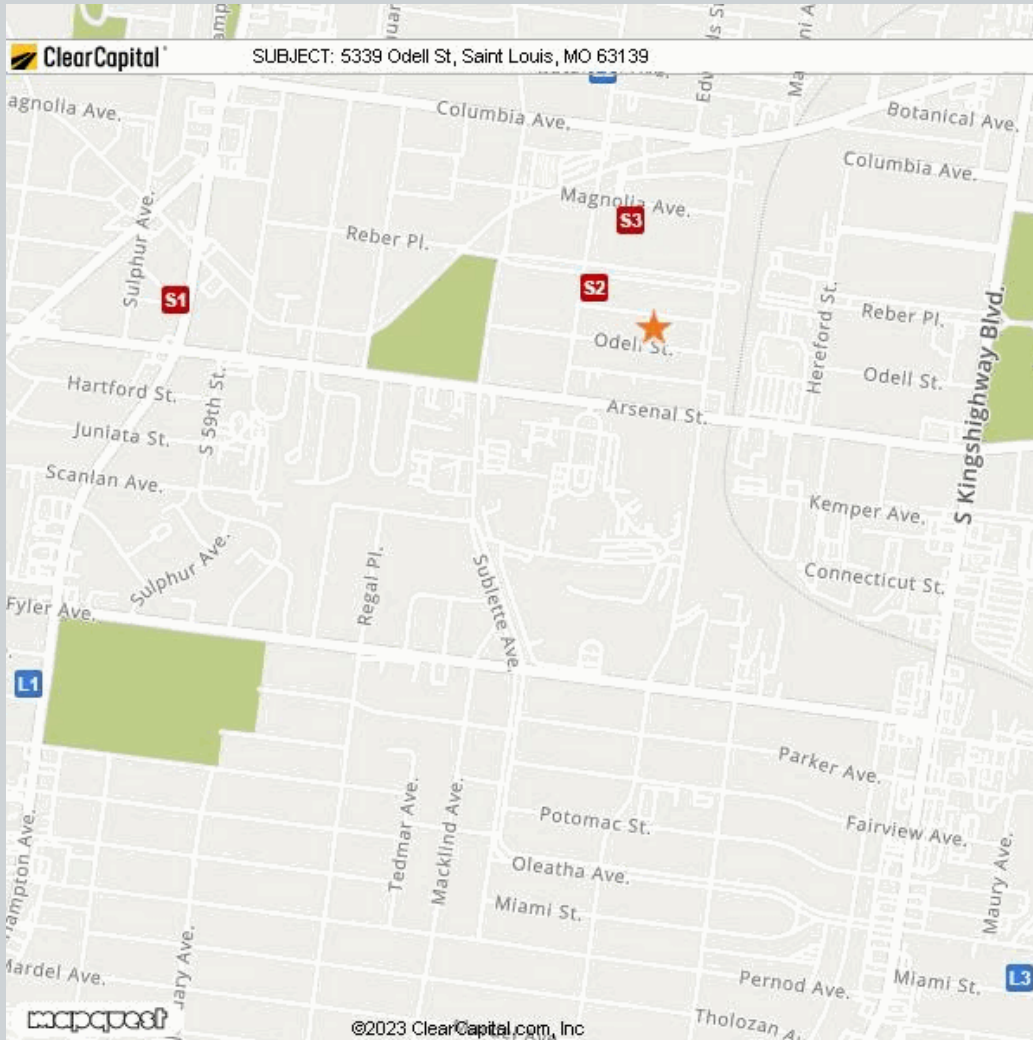 ClearCapital
SUBJECT: 5339 Odell St, Saint Louis, MO 63139
agnolia Ave.
Columbia Ave.
Botanical Ave.
Columbia Ave.
Magnolia Ave.
S3
Reber Pl.
Sulphur Ave.
S1
S2
Reber Pl.
Hereford St.
Odell St.
S Kingshighway Blvd.
Odell St.
Hartford St.
Arsenal St.
S 59th St.
Juniata St.
Scanlan Ave.
Kemper Ave.
Sulphur Ave.
Connecticut St.
Regal Pl.
Sublette Ave.
Fyler Ave.
L1
Parker Ave.
Tedmar Ave.
Macklind Ave.
Potomac St.
Fairview Ave.
Oleatha Ave.
Maury Ave.
Miami St.
Hampton Ave.
Mardel Ave.
Pernod Ave.
Miami St.
L3
mapquest
©2023 ClearCapital.com, Inc
Tholozan A